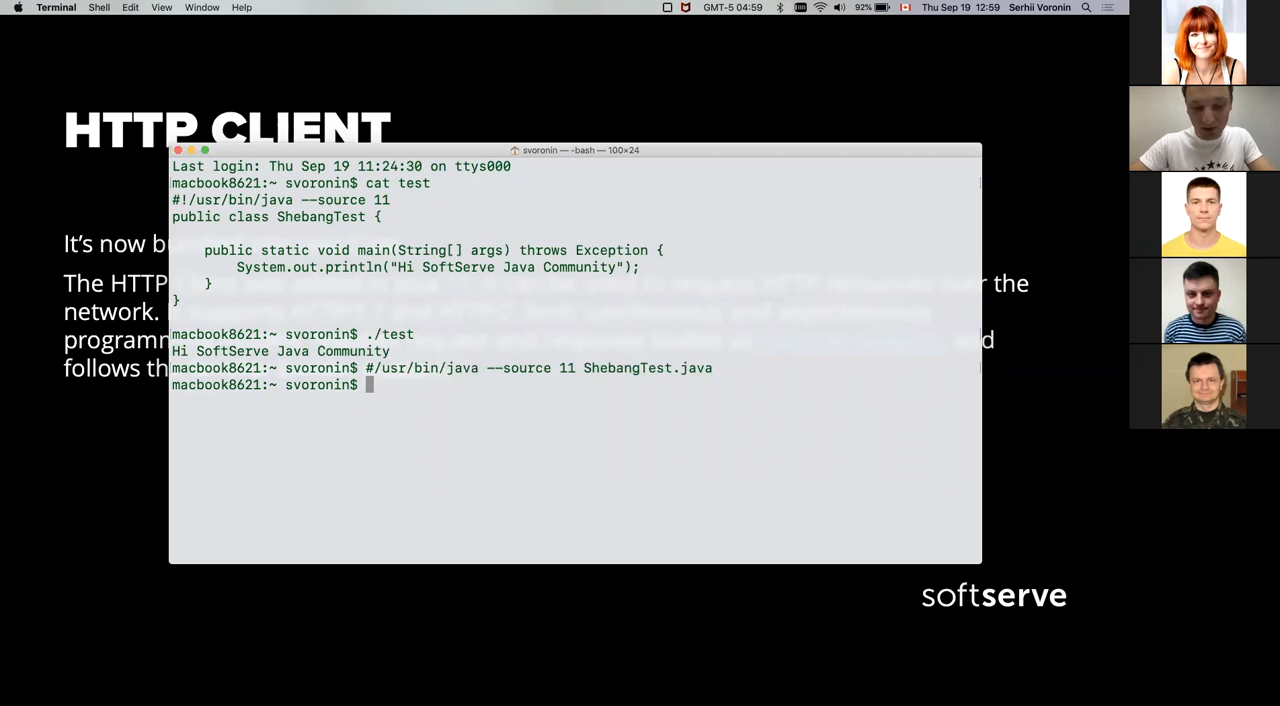 Terminal Shell Edit View Window Help GMT-5 04:59 92% Thu Sep 19 12:59 Serhii Voronin
HTTP CLIENT
svoronin — -bash — 100×24
Last login: Thu Sep 19 11:24:30 on ttys000
macbook8621:~ svoronin$ cat test
#!/usr/bin/java --source 11
public class ShebangTest {
public static void main(String[] args) throws Exception {
System.out.println("Hi SoftServe Java Community");
}
}
macbook8621:~ svoronin$ ./test
Hi SoftServe Java Community
macbook8621:~ svoronin$ #/usr/bin/java --source 11 ShebangTest.java
macbook8621:~ svoronin$
It's now
The HTTP the
network.
and
follows
softserve